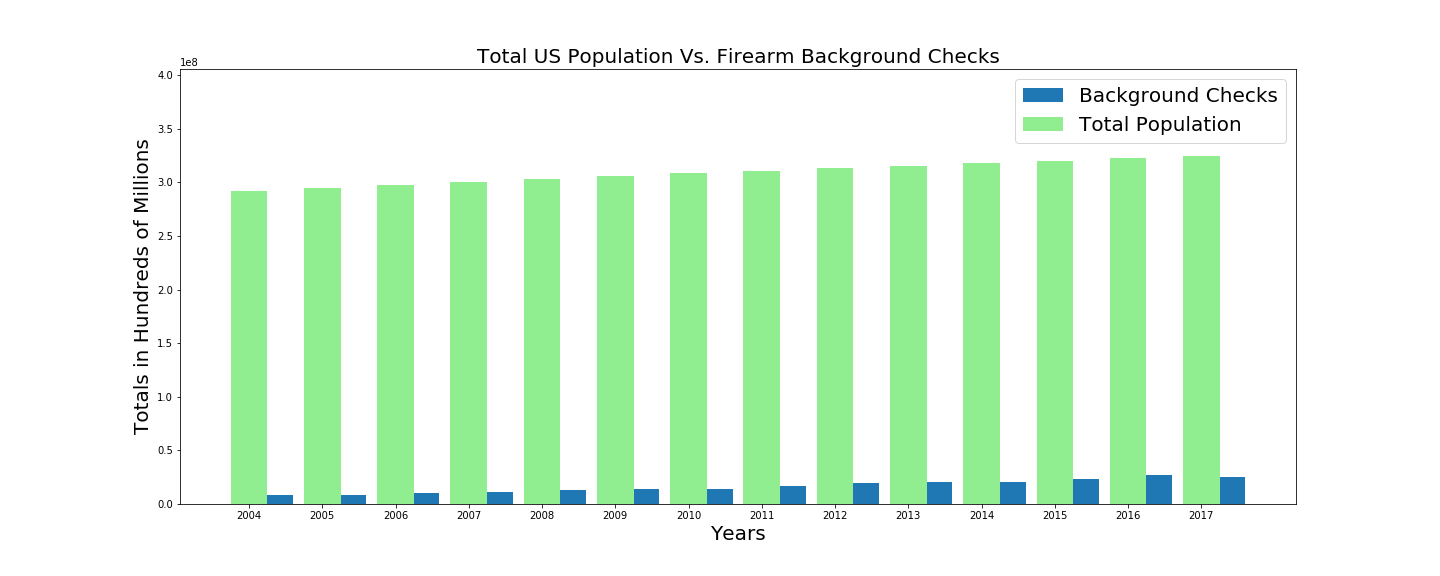 Total US Population Vs. Firearm Background Checks
1e8
Background Checks
Total Population
4.0
3.5
3.0
2.5
2.0
1.5
1.0
0.5
0.0
Totals in Hundreds of Millions
2004 2005 2006 2007 2008 2009 2010 2011 2012 2013 2014 2015 2016 2017
Years